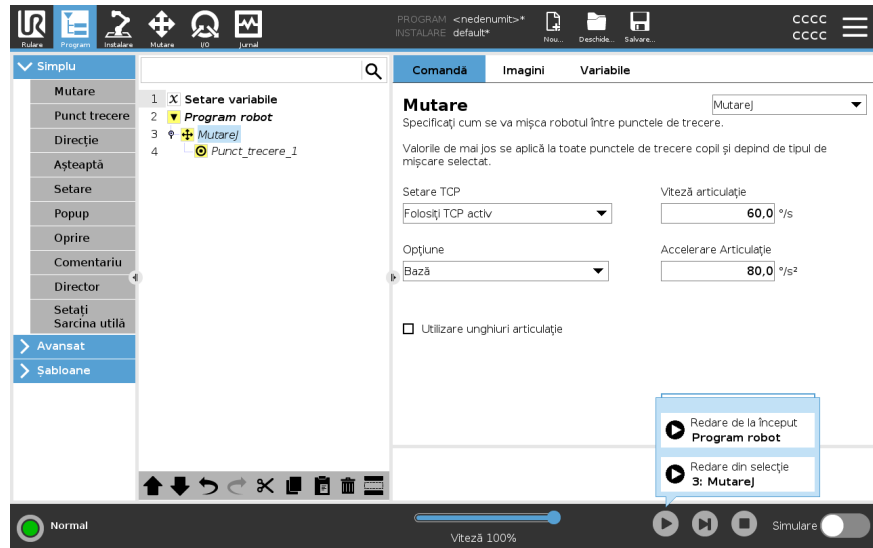 UR
Rulare
Program
Instalare
Mutare
I/O
Jurnal
PROGRAM <nedenumit>*
INSTALARE default*
Nou...
Deschide...
Salvare...
CCCC
CCCC
Simplu
Mutare
Punct trecere
Direcție
Așteaptă
Setare
Popup
Oprire
Comentariu
Director
Setați
Sarcina utilă
Avansat
Șabloane
1 X Setare variabile
2 Program robot
3 MutareJ
4 Punct_trecere_1
Comandă
Imagini
Variabile
Mutare
MutareJ
Specificați cum se va mișca robotul între punctele de trecere.
Valorile de mai jos se aplică la toate punctele de trecere copil și depind de tipul de
mișcare selectat.
Setare TCP
Viteză articulație
Folosiți TCP activ
60,0 °/s
Opțiune
Accelerare Articulație
Bază
80,0 °/s²
Utilizare unghiuri articulație
Redare de la început
Program robot
Redare din selecție
3: MutareJ
Normal
Viteză 100%
Simulare